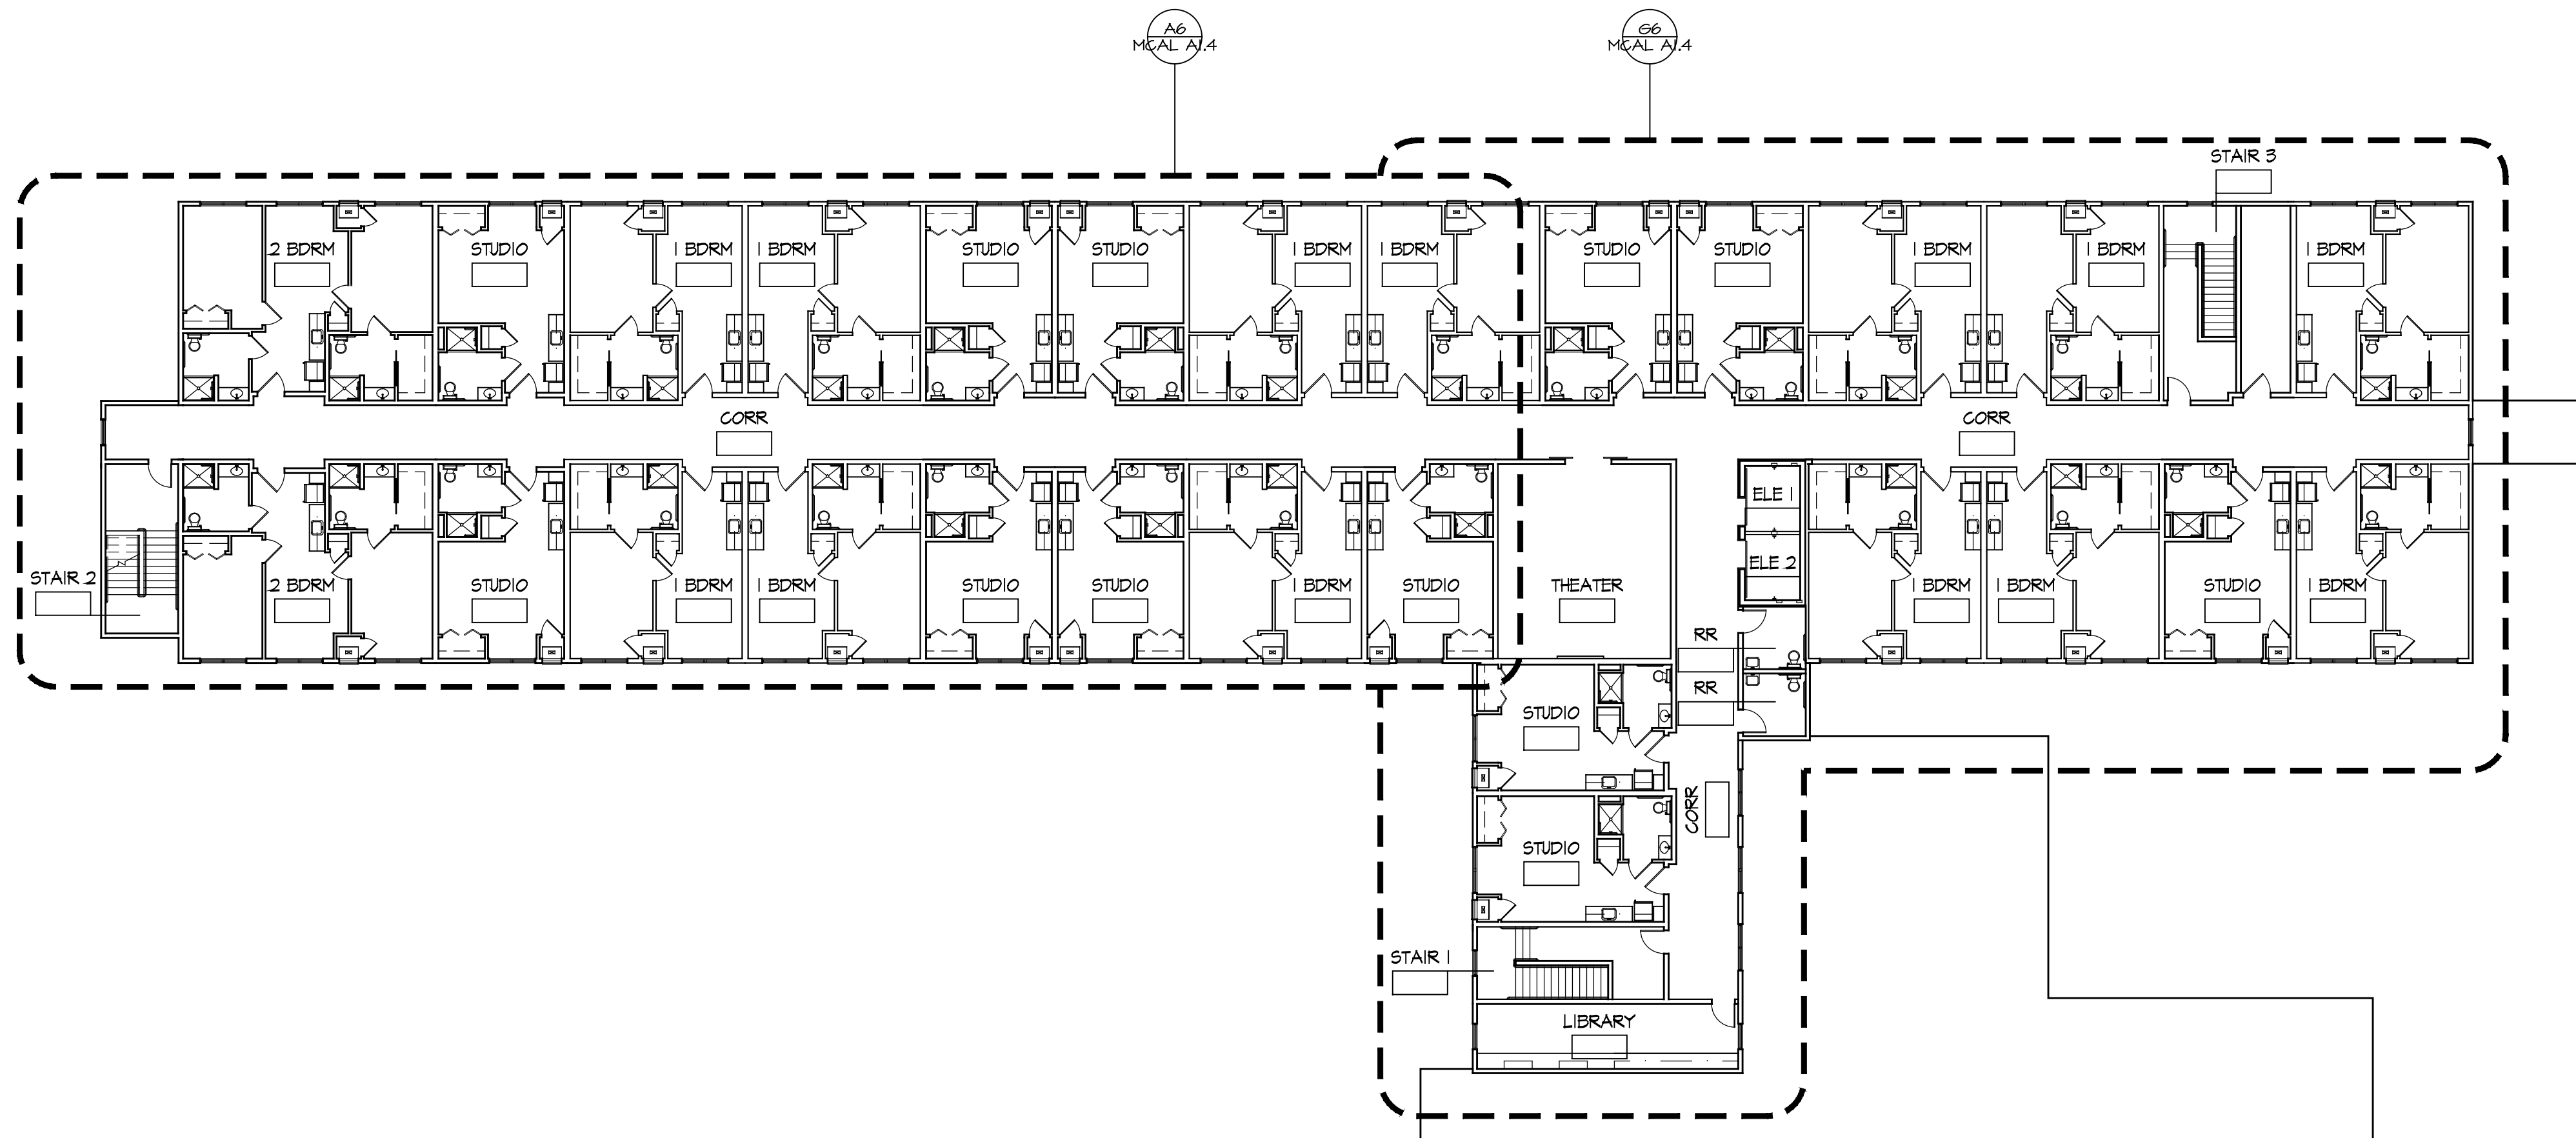 A6
MCAL A1.4
G6
MCAL A1.4
STAIR 3
2 BDRM
STUDIO
1 BDRM
1 BDRM
STUDIO
STUDIO
1 BDRM
1 BDRM
STUDIO
STUDIO
1 BDRM
1 BDRM
1 BDRM
CORR
CORR
ELE 1
ELE 2
STAIR 2
2 BDRM
STUDIO
1 BDRM
1 BDRM
STUDIO
STUDIO
1 BDRM
STUDIO
THEATER
1 BDRM
1 BDRM
STUDIO
1 BDRM
RR
RR
STUDIO
CORR
STUDIO
STAIR 1
LIBRARY